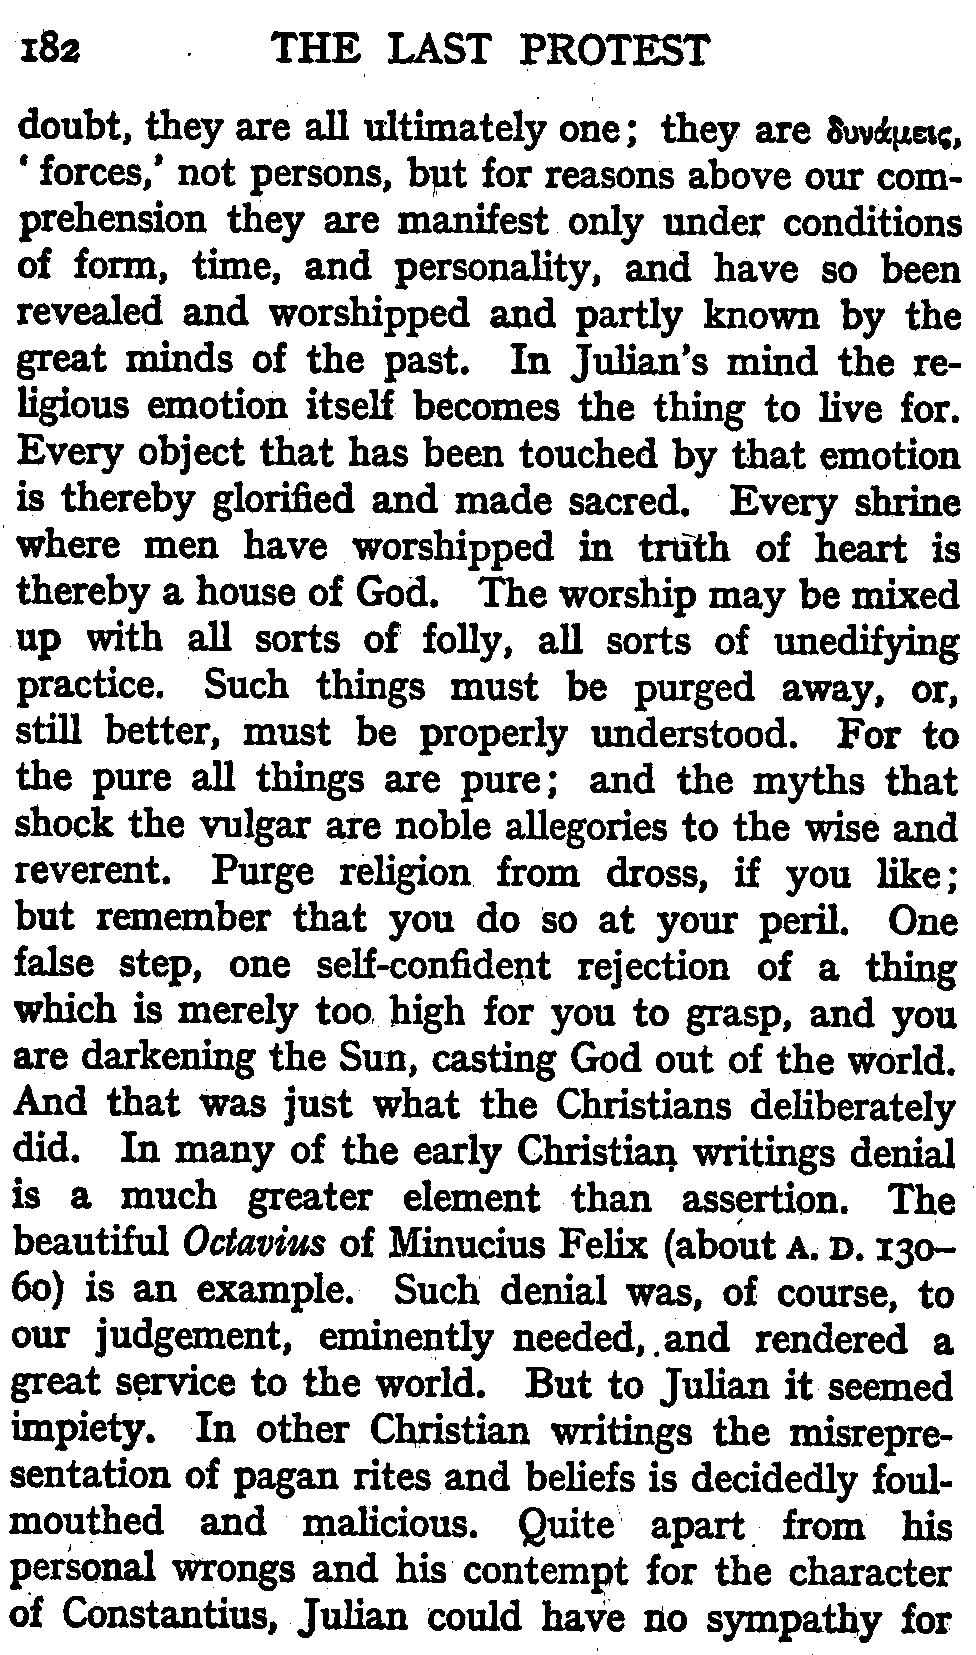 182 THE LAST PROTEST
doubt, they are all ultimately one; they are δυνάμεις,
‘ forces,’ not persons, but for reasons above our com-
prehension they are manifest only under conditions
of form, time, and personality, and have so been
revealed and worshipped and partly known by the
great minds of the past. In Julian’s mind the re-
ligious emotion itself becomes the thing to live for.
Every object that has been touched by that emotion
is thereby glorified and made sacred. Every shrine
where men have worshipped in truth of heart is
thereby a house of God. The worship may be mixed
up with all sorts of folly, all sorts of unedifying
practice. Such things must be purged away, or,
still better, must be properly understood. For to
the pure all things are pure; and the myths that
shock the vulgar are noble allegories to the wise and
reverent. Purge religion from dross, if you like;
but remember that you do so at your peril. One
false step, one self-confident rejection of a thing
which is merely too high for you to grasp, and you
are darkening the Sun, casting God out of the world.
And that was just what the Christians deliberately
did. In many of the early Christian writings denial
is a much greater element than assertion. The
beautiful Octavius of Minucius Felix (about A. D. 130–
60) is an example. Such denial was, of course, to
our judgement, eminently needed, and rendered a
great service to the world. But to Julian it seemed
impiety. In other Christian writings the misrepre-
sentation of pagan rites and beliefs is decidedly foul-
mouthed and malicious. Quite apart from his
personal wrongs and his contempt for the character
of Constantius, Julian could have no sympathy for